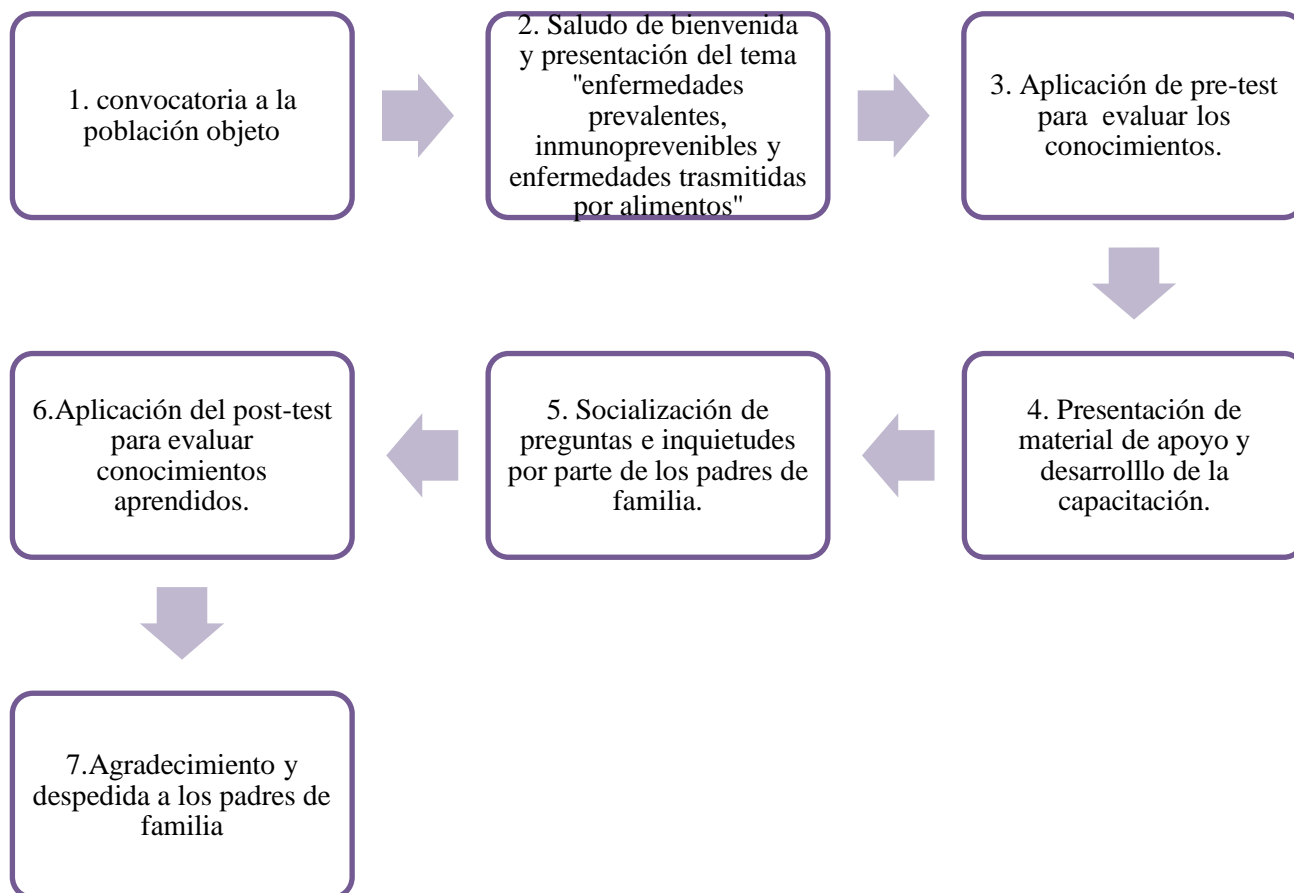 1. convocatoria a la
población objeto
2. Saludo de bienvenida
y presentación del tema
"enfermedades
prevalentes,
inmunoprevenibles y
enfermedades trasmitidas
por alimentos"
3. Aplicación de pre-test
para evaluar los
conocimientos.
4. Presentación de
material de apoyo y
desarrolllo de la
capacitación.
5. Socialización de
preguntas e inquietudes
por parte de los padres de
familia.
6.Aplicación del post-test
para evaluar
conocimientos
aprendidos.
7.Agradecimiento y
despedida a los padres de
familia